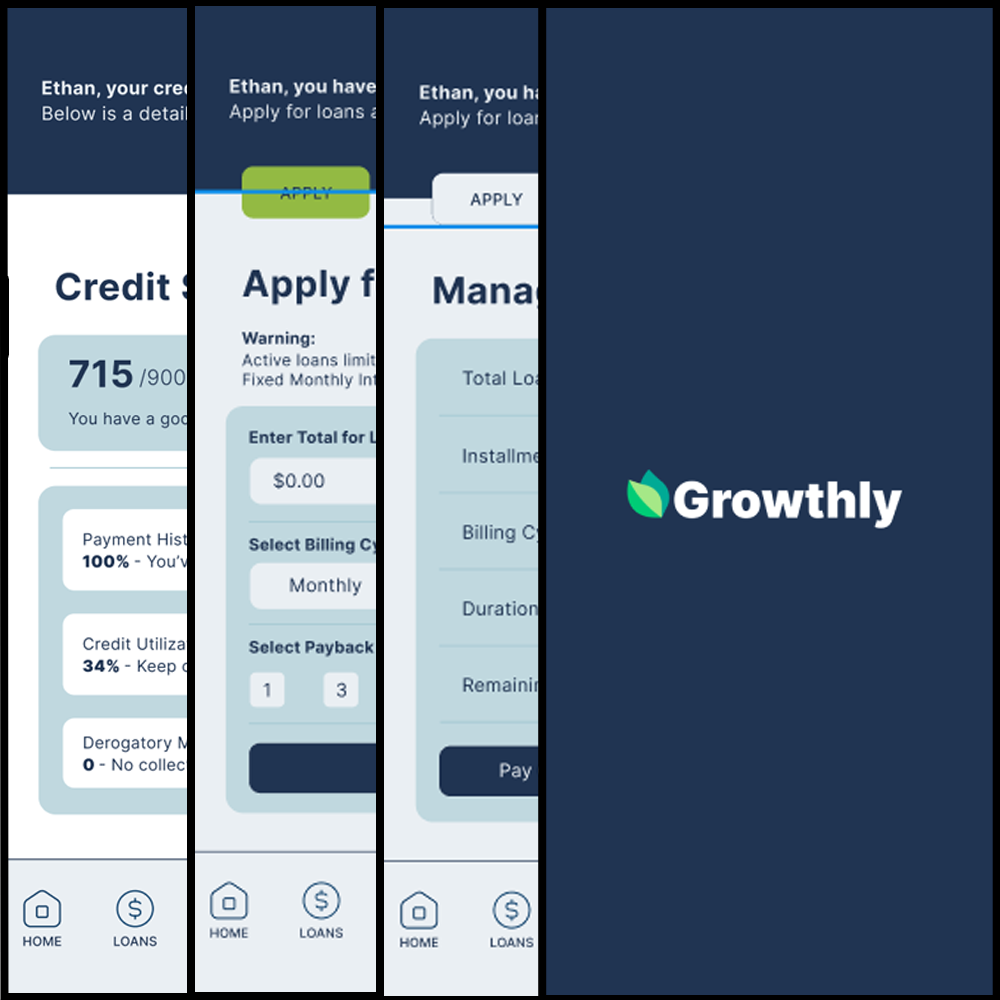 Ethan, your cre
Below is a detail
Credit
715 /900
You have a goo
Payment Hist
100% - You'v
Credit Utiliza
34% - Keep
Derogatory M
0 - No collec
HOME
LOANS
Ethan, you have
Apply for loans a
APPLY
Apply f
Warning:
Active loans limit
Fixed Monthly Int
Enter Total for L
$0.00
Select Billing Cy
Monthly
Select Payback
1 3
HOME
LOANS
Ethan, you ha
Apply for loan
APPLY
Manag
Total Loa
Installme
Billing Cy
Duration
Remainin
Pay
HOME
LOANS
Growthly